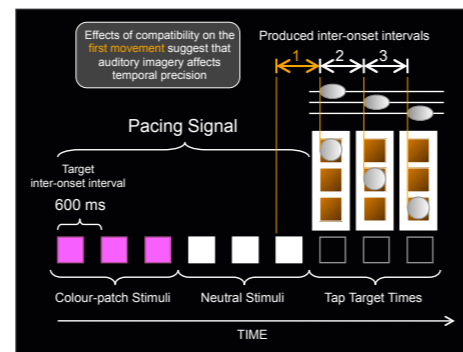 Effects of compatibility on the
first movement suggest that
auditory imagery affects
temporal precision
Produced inter-onset intervals
1 2 3
Pacing Signal
Target
inter-onset interval
600 ms
Colour-patch Stimuli Neutral Stimuli Tap Target Times
TIME